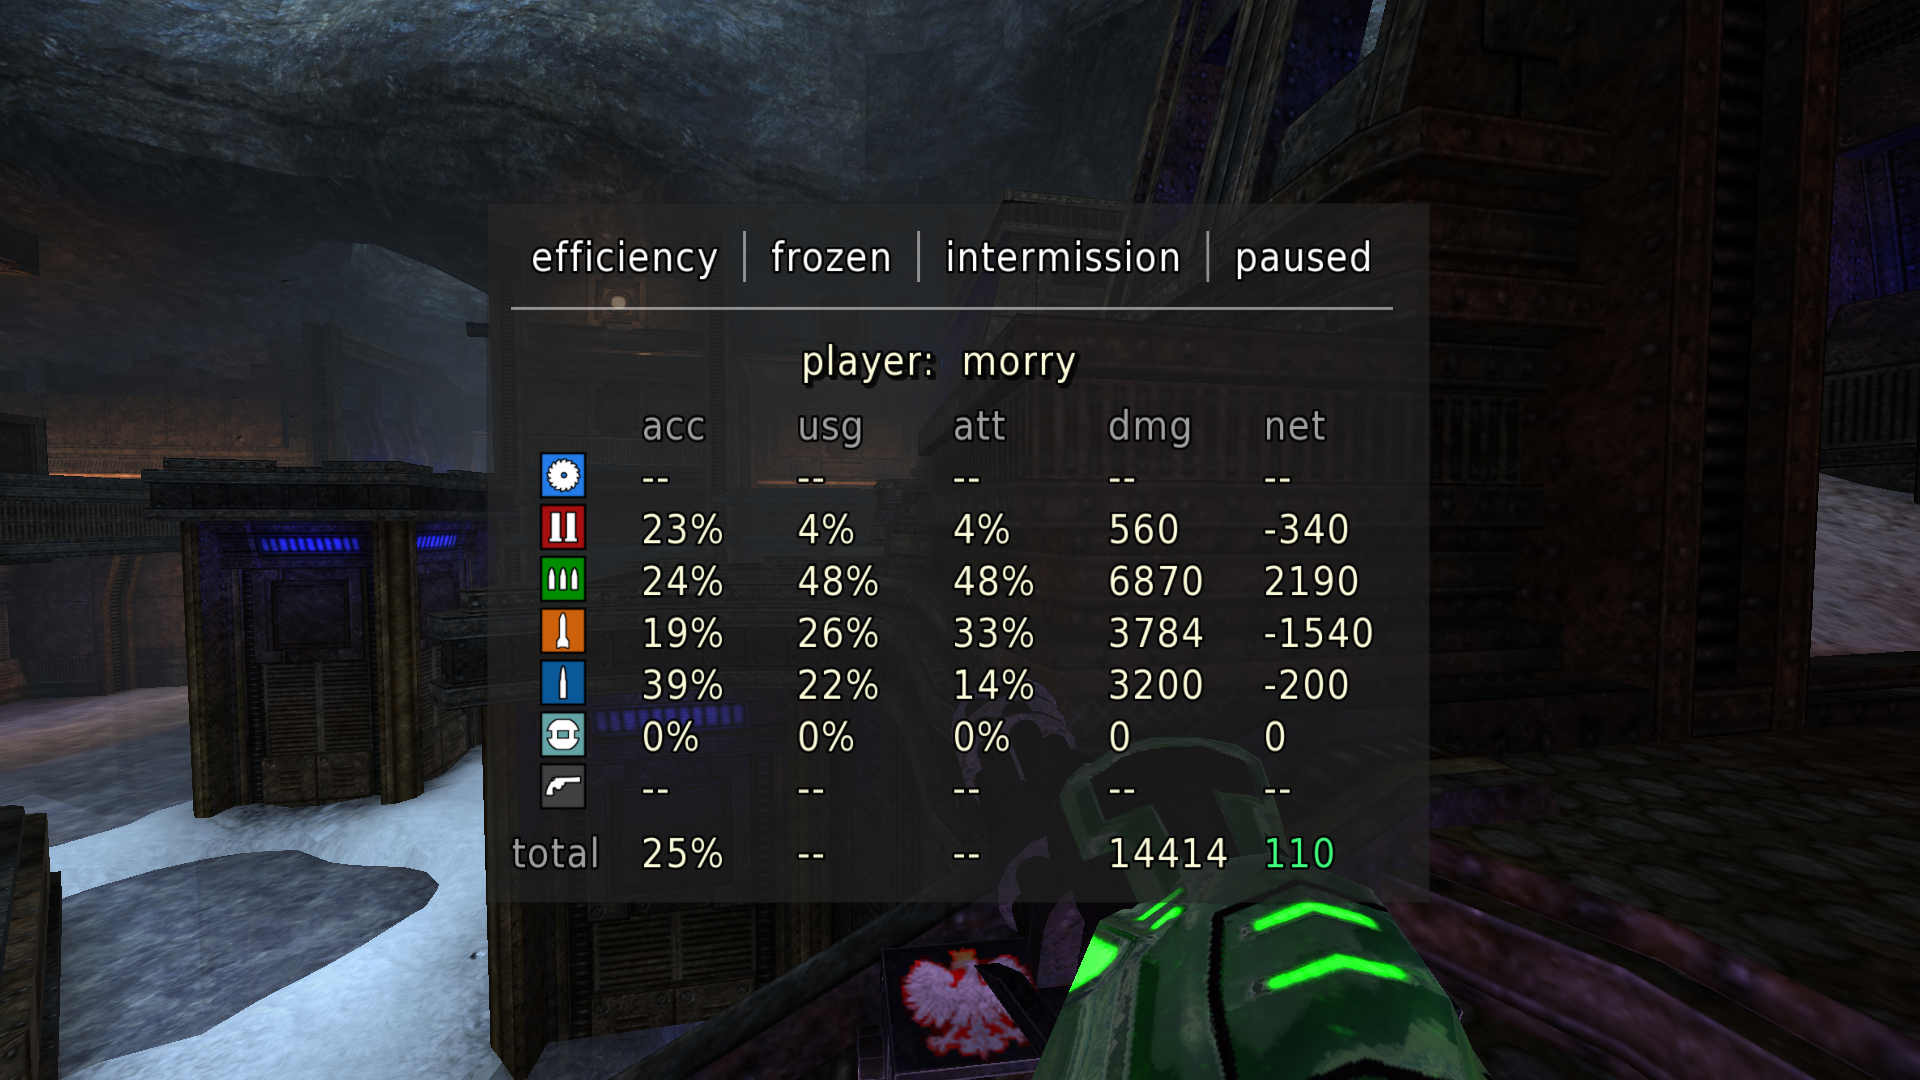 efficiency | frozen | intermission | paused
player: morry
acc usg att dmg net
-- -- -- -- --
23% 4% 4% 560 -340
24% 48% 48% 6870 2190
19% 26% 33% 3784 -1540
39% 22% 14% 3200 -200
0% 0% 0% 0 0
-- -- -- -- --
total 25% -- -- 14414 110